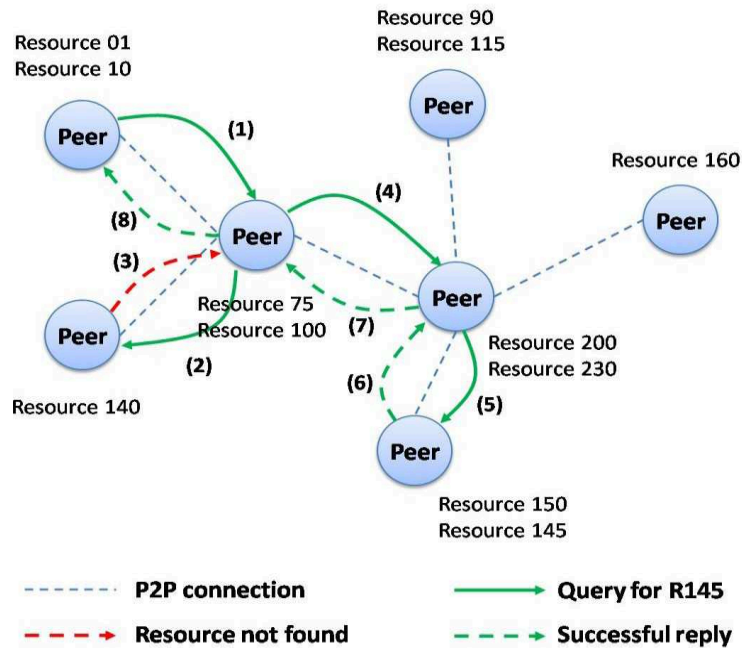 Resource 90
Resource 115
Resource 01
Resource 10
Peer
Peer
(1)
Resource 160
(4)
Peer
(8)
Peer
(3)
Peer
Resource 75
Resource 100
(7)
Peer
(2)
Resource 200
Resource 230
(6)
(5)
Resource 140
Peer
Resource 150
Resource 145
P2P connection
Query for R145
Resource not found
Successful reply